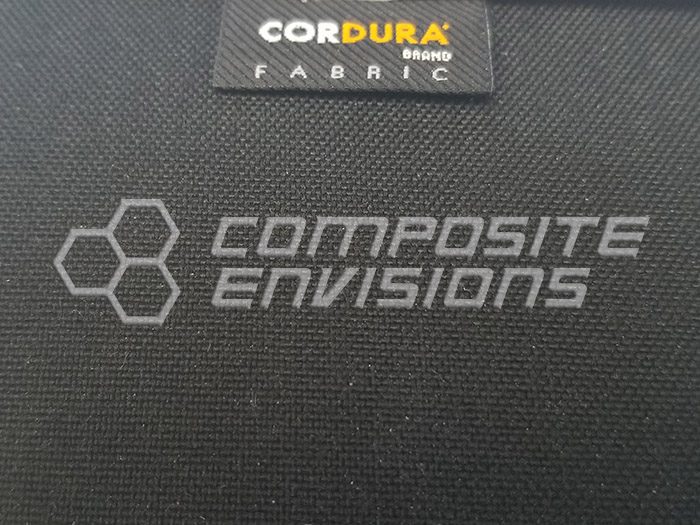 CORDURA
BRAND
FABRIC
COMPOSITE
ENVISIONS